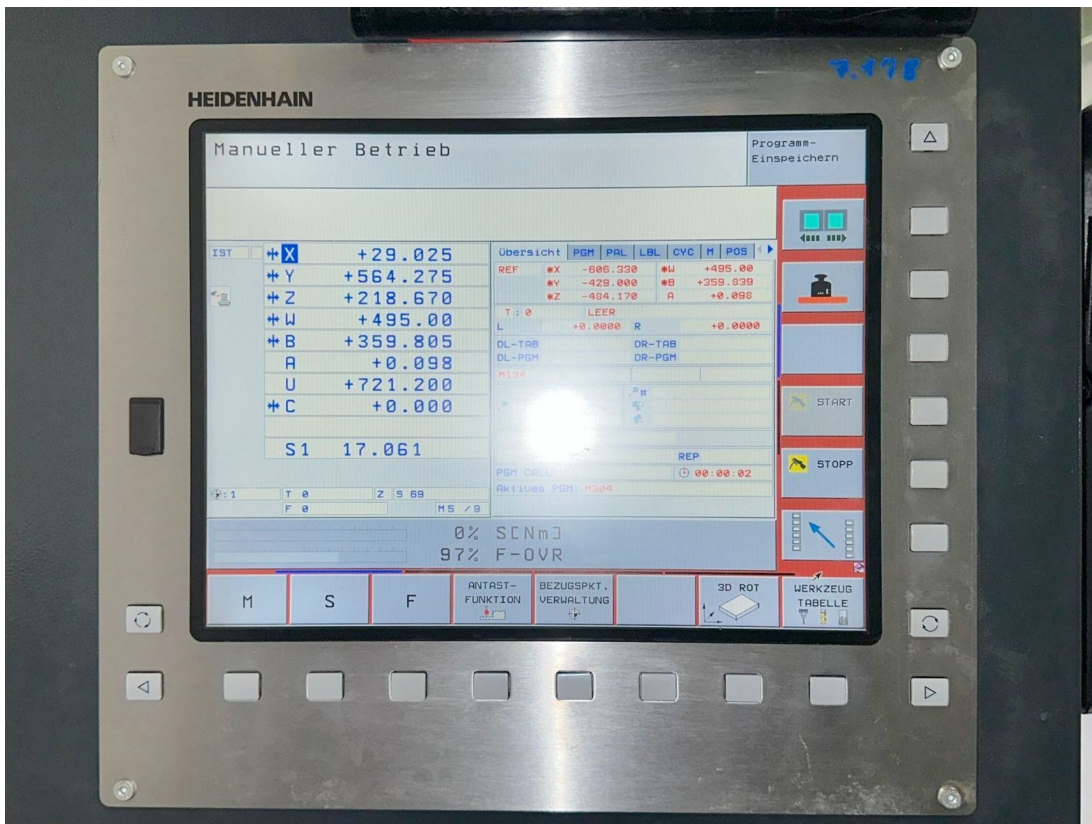 7.198
HEIDENHAIN
Manueller Betrieb
Programm-
Einspeichern
IST
X +29.025
Y +564.275
Z +218.670
W +495.00
B +359.805
A +0.098
U +721.200
C +0.000
S1 17.061
:1 T 0 Z S 69
F 0 M5 /9
Übersicht PGM PAL LBL CYC M POS
REF *X -606.330 *W +495.00
*Y -429.000 *B +359.839
*Z -484.170 A +0.098
T : 0 LEER
L +0.0000 R +0.0000
DL-TAB DR-TAB
DL-PGM DR-PGM
M134
REP
PGM CALL 00:00:02
Aktives PGM: M304
0% S[Nm]
97% F-OVR
START
STOPP
M
S
F
ANTAST-
FUNKTION
BEZUGSPKT.
VERWALTUNG
3D ROT
WERKZEUG
TABELLE